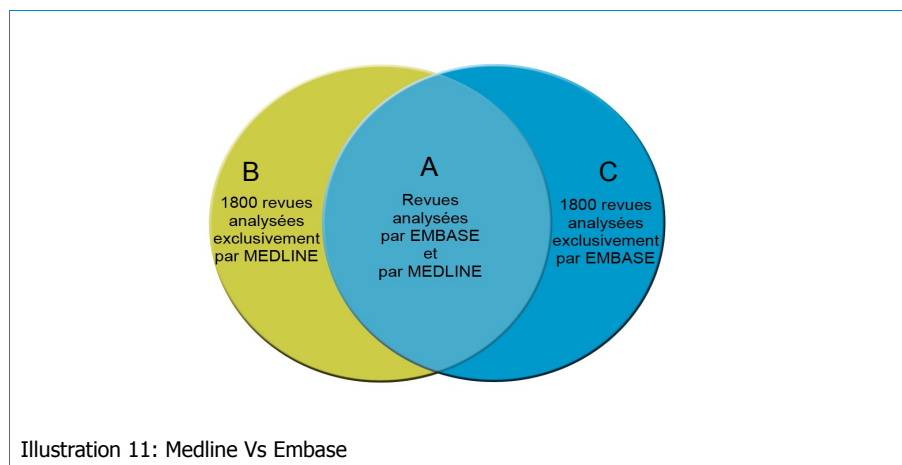 B
1800 revues
analysées
exclusivement
par MEDLINE
A
Revues
analysées
par EMBASE
et
par MEDLINE
C
1800 revues
analysées
exclusivement
par EMBASE
Illustration 11: Medline Vs Embase